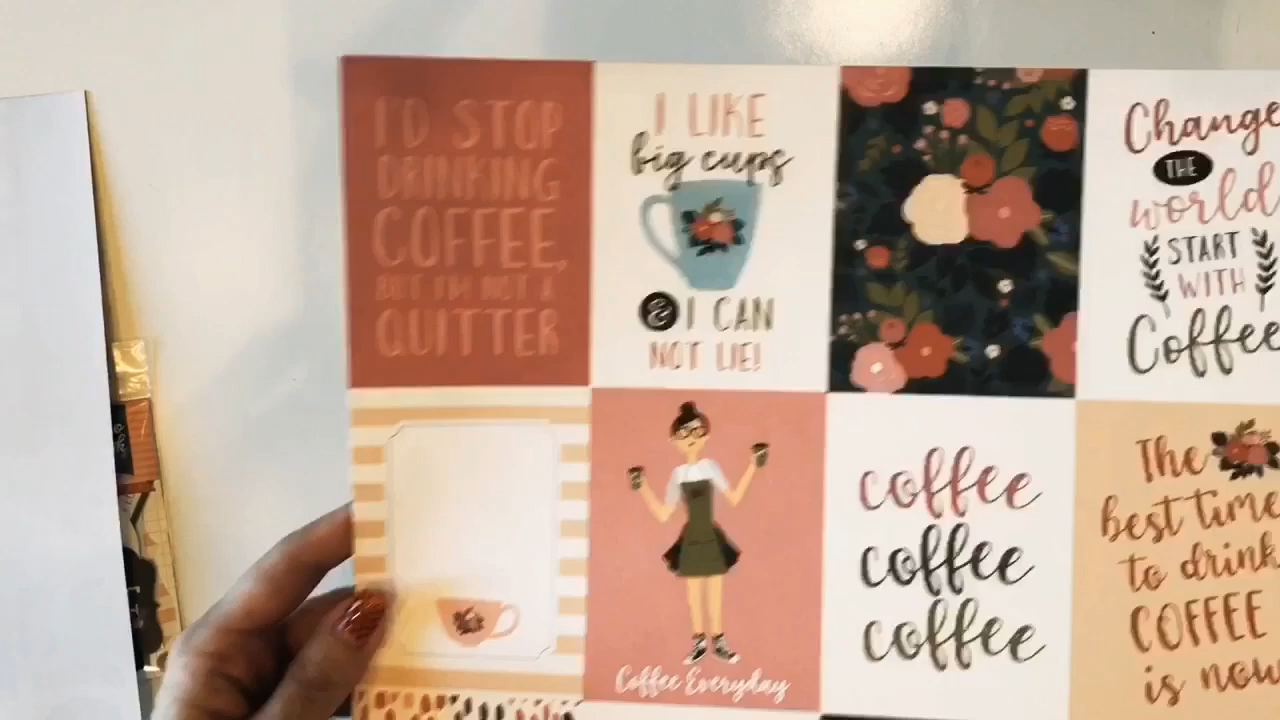 I'D STOP
DRINKING
COFFEE,
BUT I'M NOT A
QUITTER
I LIKE
big cups
& I CAN
NOT LIE!
Change
THE
world
START
WITH
Coffee
Coffee Everyday
coffee
coffee
coffee
The
best time
to drink
COFFEE
is now